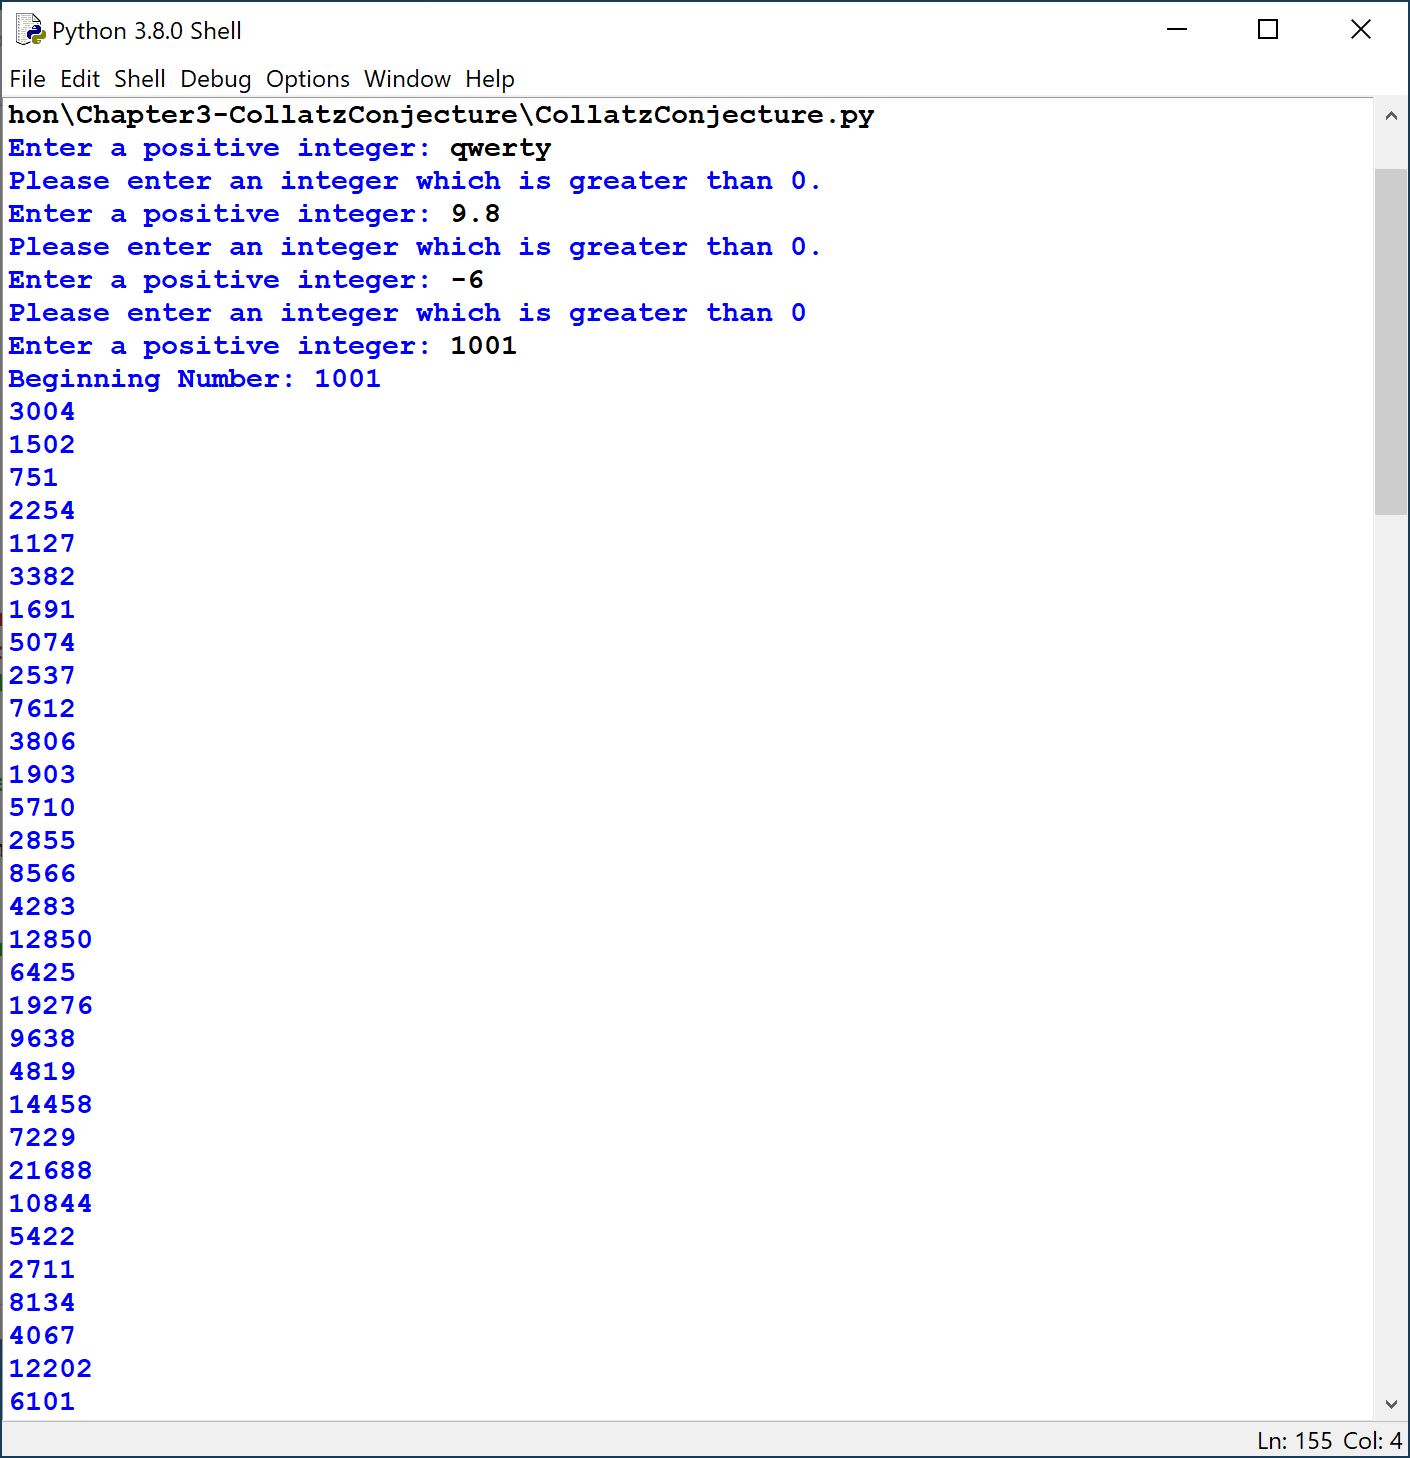 Python 3.8.0 Shell
File Edit Shell Debug Options Window Help
hon\Chapter3-CollatzConjecture\CollatzConjecture.py
Enter a positive integer: qwerty
Please enter an integer which is greater than 0.
Enter a positive integer: 9.8
Please enter an integer which is greater than 0.
Enter a positive integer: -6
Please enter an integer which is greater than 0
Enter a positive integer: 1001
Beginning Number: 1001
3004
1502
751
2254
1127
3382
1691
5074
2537
7612
3806
1903
5710
2855
8566
4283
12850
6425
19276
9638
4819
14458
7229
21688
10844
5422
2711
8134
4067
12202
6101
Ln: 155 Col: 4